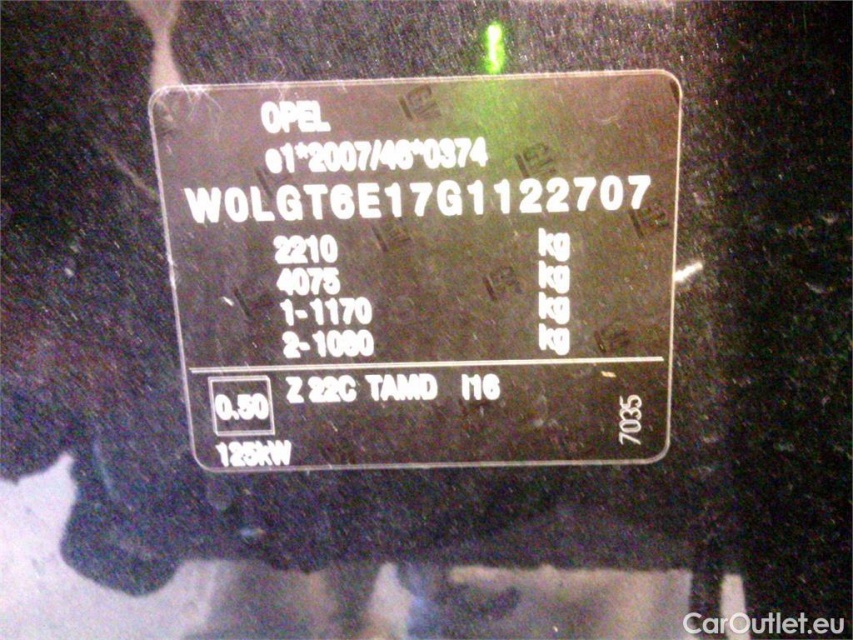 OPEL
e1*2007/46*0374
W0LGT6E17G1122707
2210 kg
4075 kg
1-1170 kg
2-1080 kg
0.50 Z 22C TAMD I16
125kW
7035
CarOutlet.eu